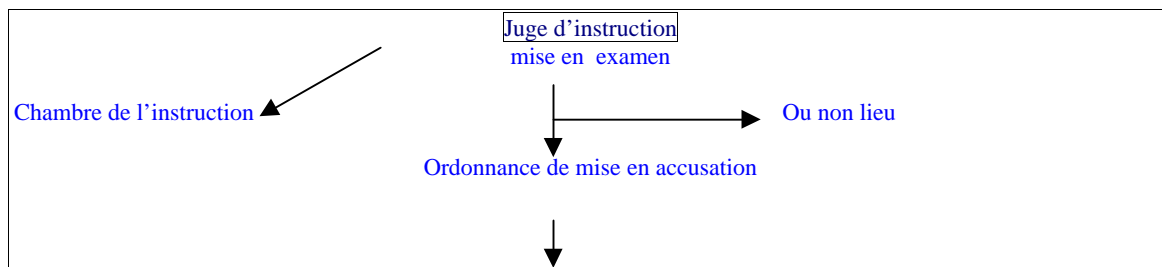 Juge d’instruction
mise en  examen
Chambre de l’instruction
Ou non lieu
Ordonnance de mise en accusation